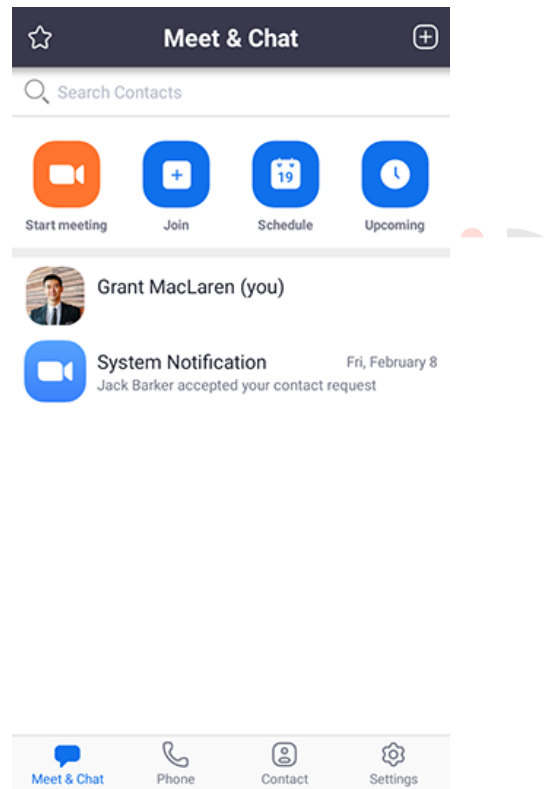 Meet & Chat
Search Contacts
19
Start meeting
Join
Schedule
Upcoming
Grant MacLaren (you)
System Notification
Fri, February 8
Jack Barker accepted your contact request
Meet & Chat
Phone
Contact
Settings